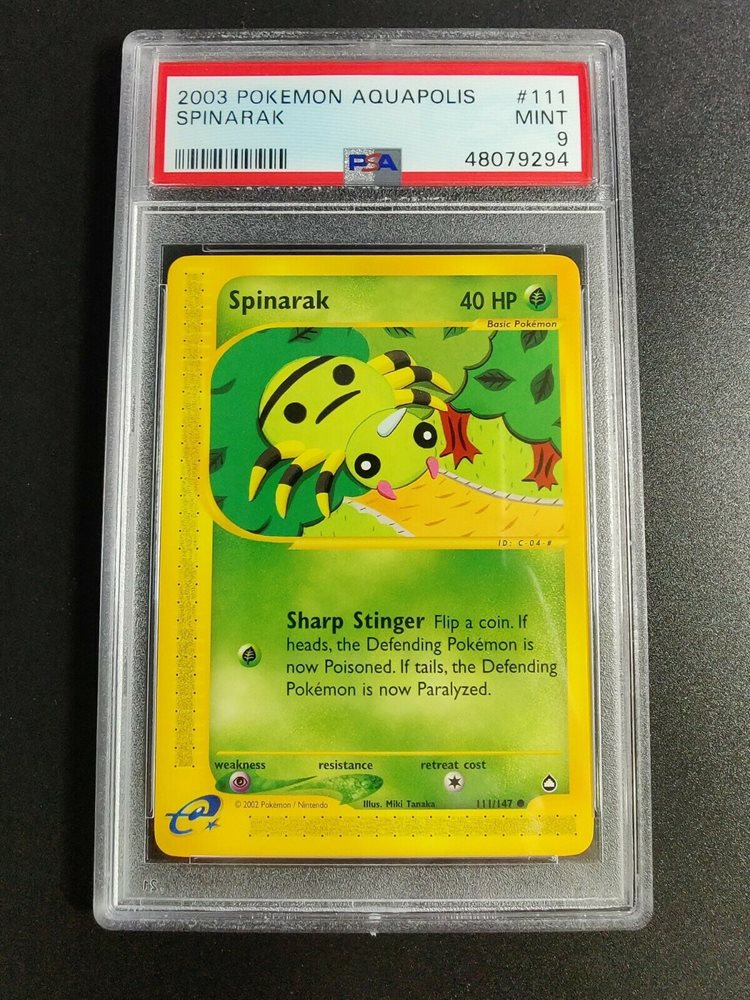 2003 POKEMON AQUAPOLIS #111
SPINARAK MINT
9
PSA 48079294
Spinarak 40 HP
Basic Pokémon
ID: C-04-#
Sharp Stinger Flip a coin. If
heads, the Defending Pokémon is
now Poisoned. If tails, the Defending
Pokémon is now Paralyzed.
weakness resistance retreat cost
© 2002 Pokémon / Nintendo Illus. Miki Tanaka 111/147
e